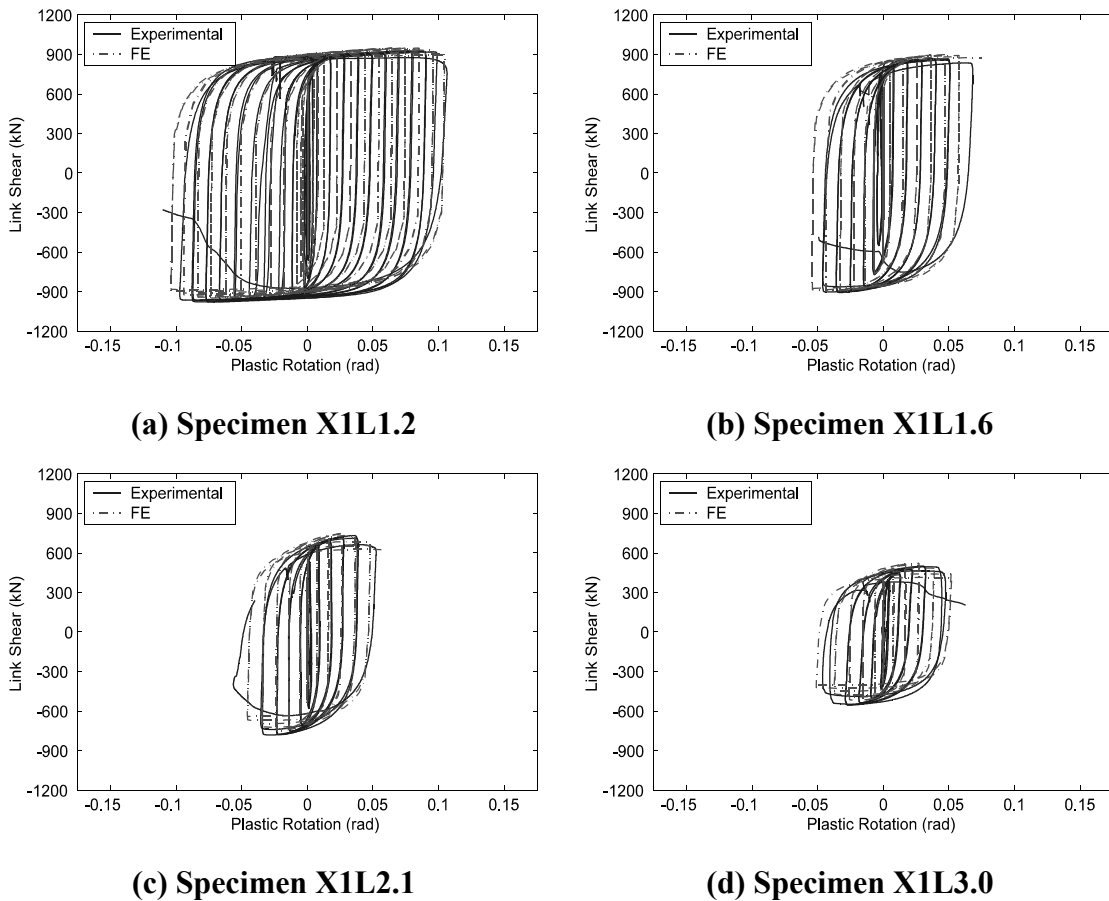 1200
900
600
300
0
-300
-600
-900
-1200
Link Shear (kN)
Experimental
FE
-0.15 -0.1 -0.05 0 0.05 0.1 0.15
Plastic Rotation (rad)
(a) Specimen X1L1.2
1200
900
600
300
0
-300
-600
-900
-1200
Link Shear (kN)
Experimental
FE
-0.15 -0.1 -0.05 0 0.05 0.1 0.15
Plastic Rotation (rad)
(b) Specimen X1L1.6
1200
900
600
300
0
-300
-600
-900
-1200
Link Shear (kN)
Experimental
FE
-0.15 -0.1 -0.05 0 0.05 0.1 0.15
Plastic Rotation (rad)
(c) Specimen X1L2.1
1200
900
600
300
0
-300
-600
-900
-1200
Link Shear (kN)
Experimental
FE
-0.15 -0.1 -0.05 0 0.05 0.1 0.15
Plastic Rotation (rad)
(d) Specimen X1L3.0